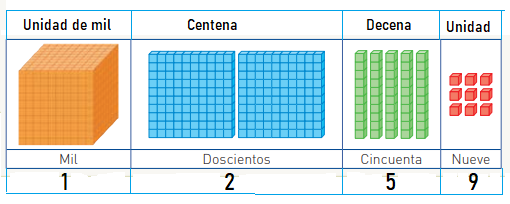 Unidad de mil Centena Decena Unidad
Mil Doscientos Cincuenta Nueve
1 2 5 9